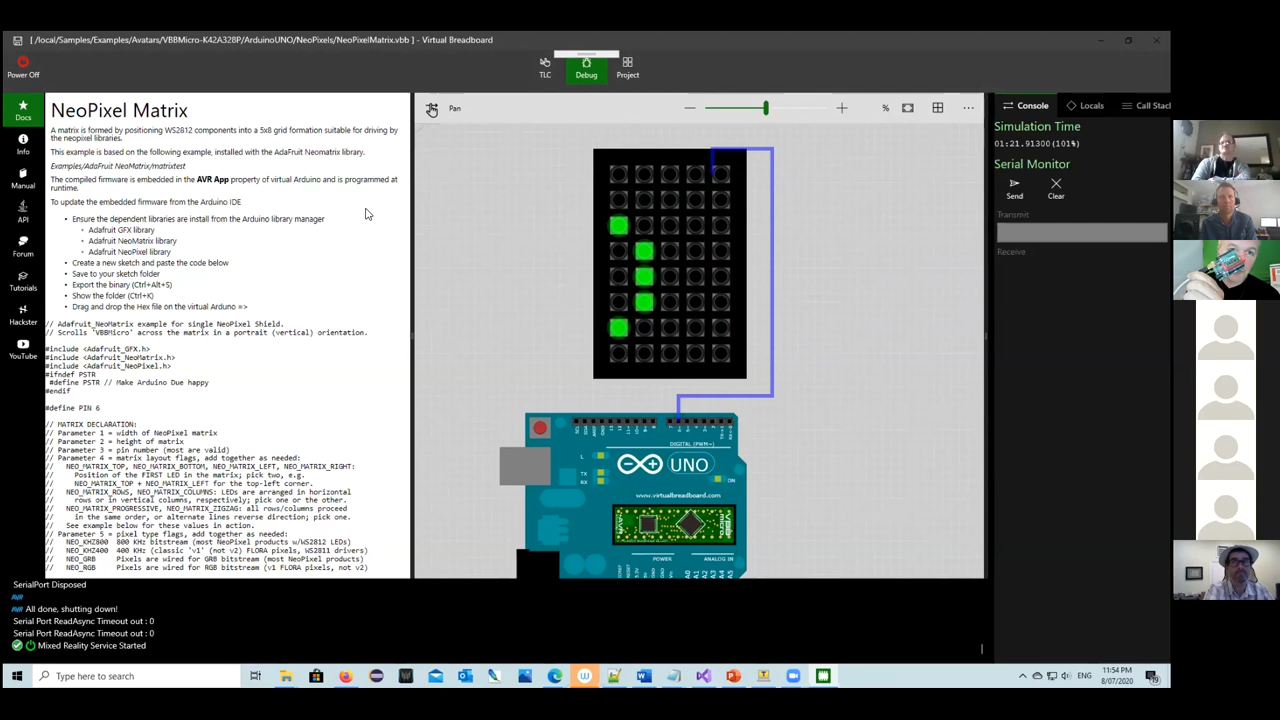 [ /local/Samples/Examples/Avatars/VBBMicro-K42A328P/ArduinoUNO/NeoPixels/NeoPixelMatrix.vbb ] - Virtual Breadboard
Power Off
TLC
Debug
Project
Docs
Info
Manual
API
Forum
Tutorials
Hackster
YouTube
NeoPixel Matrix
A matrix is formed by positioning WS2812 components into a 5x8 grid formation suitable for driving by
the neopixel libraries.
This example is based on the following example, installed with the AdaFruit Neomatrix library.
Examples/AdaFruit NeoMatrix/matrixtest
The compiled firmware is embedded in the AVR App property of virtual Arduino and is programmed at
runtime.
To update the embedded firmware from the Arduino IDE
• Ensure the dependent libraries are install from the Arduino library manager
• Adafruit GFX library
• Adafruit NeoMatrix library
• Adafruit NeoPixel library
• Create a new sketch and paste the code below
• Save to your sketch folder
• Export the binary (Ctrl+Alt+S)
• Show the folder (Ctrl+K)
• Drag and drop the Hex file on the virtual Arduno =>
// Adafruit_NeoMatrix example for single NeoPixel Shield.
// Scrolls 'VBBMicro' across the matrix in a portrait (vertical) orientation.
#include <Adafruit_GFX.h>
#include <Adafruit_NeoMatrix.h>
#include <Adafruit_NeoPixel.h>
#ifndef PSTR
#define PSTR // Make Arduino Due happy
#endif
#define PIN 6
// MATRIX DECLARATION:
// Parameter 1 = width of NeoPixel matrix
// Parameter 2 = height of matrix
// Parameter 3 = pin number (most are valid)
// Parameter 4 = matrix layout flags, add together as needed:
// NEO_MATRIX_TOP, NEO_MATRIX_BOTTOM, NEO_MATRIX_LEFT, NEO_MATRIX_RIGHT:
// Position of the FIRST LED in the matrix; pick two, e.g.
// NEO_MATRIX_TOP + NEO_MATRIX_LEFT for the top-left corner.
// NEO_MATRIX_ROWS, NEO_MATRIX_COLUMNS: LEDs are arranged in horizontal
// rows or in vertical columns, respectively; pick one or the other.
// NEO_MATRIX_PROGRESSIVE, NEO_MATRIX_ZIGZAG: all rows/columns proceed
// in the same order, or alternate lines reverse direction; pick one.
// See example below for these values in action.
// Parameter 5 = pixel type flags, add together as needed:
// NEO_KHZ800 800 KHz bitstream (most NeoPixel products w/WS2812 LEDs)
// NEO_KHZ400 400 KHz (classic 'v1' (not v2) FLORA pixels, WS2811 drivers)
// NEO_GRB Pixels are wired for GRB bitstream (most NeoPixel products)
// NEO_RGB Pixels are wired for RGB bitstream (v1 FLORA pixels, not v2)
Pan
%
DIGITAL (PWM~)
L
TX
RX
UNO
ON
www.virtualbreadboard.com
POWER
ANALOG IN
A0 A1 A2 A3 A4 A5
Console
Locals
Call Stacl
Simulation Time
01:21.91300(101%)
Serial Monitor
Send
Clear
Transmit
Receive
SerialPort Disposed
AVR
AVR All done, shutting down!
Serial Port ReadAsync Timeout out : 0
Serial Port ReadAsync Timeout out : 0
Mixed Reality Service Started
Type here to search
ENG
11:54 PM
8/07/2020